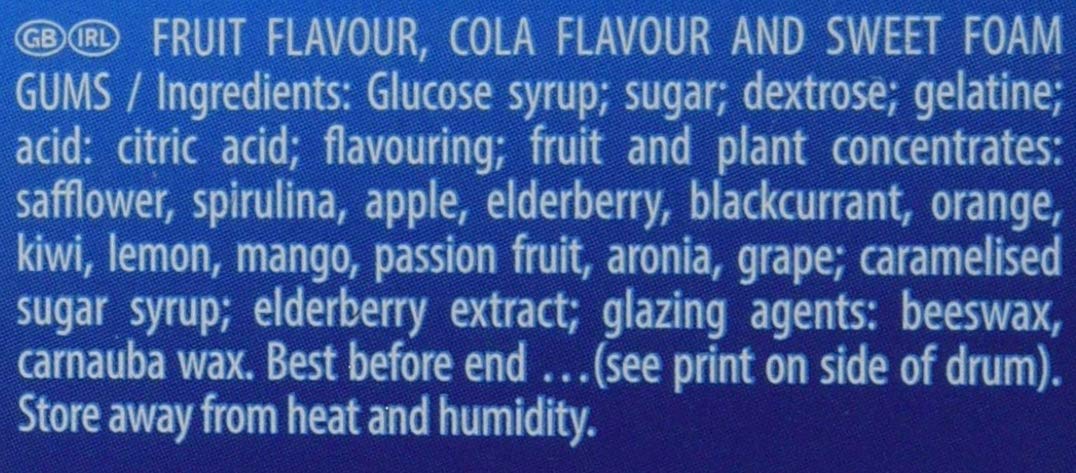 GB IRL FRUIT FLAVOUR, COLA FLAVOUR AND SWEET FOAM
GUMS / Ingredients: Glucose syrup; sugar; dextrose; gelatine;
acid: citric acid; flavouring; fruit and plant concentrates:
safflower, spirulina, apple, elderberry, blackcurrant, orange,
kiwi, lemon, mango, passion fruit, aronia, grape; caramelised
sugar syrup; elderberry extract; glazing agents: beeswax,
carnauba wax. Best before end ...(see print on side of drum).
Store away from heat and humidity.